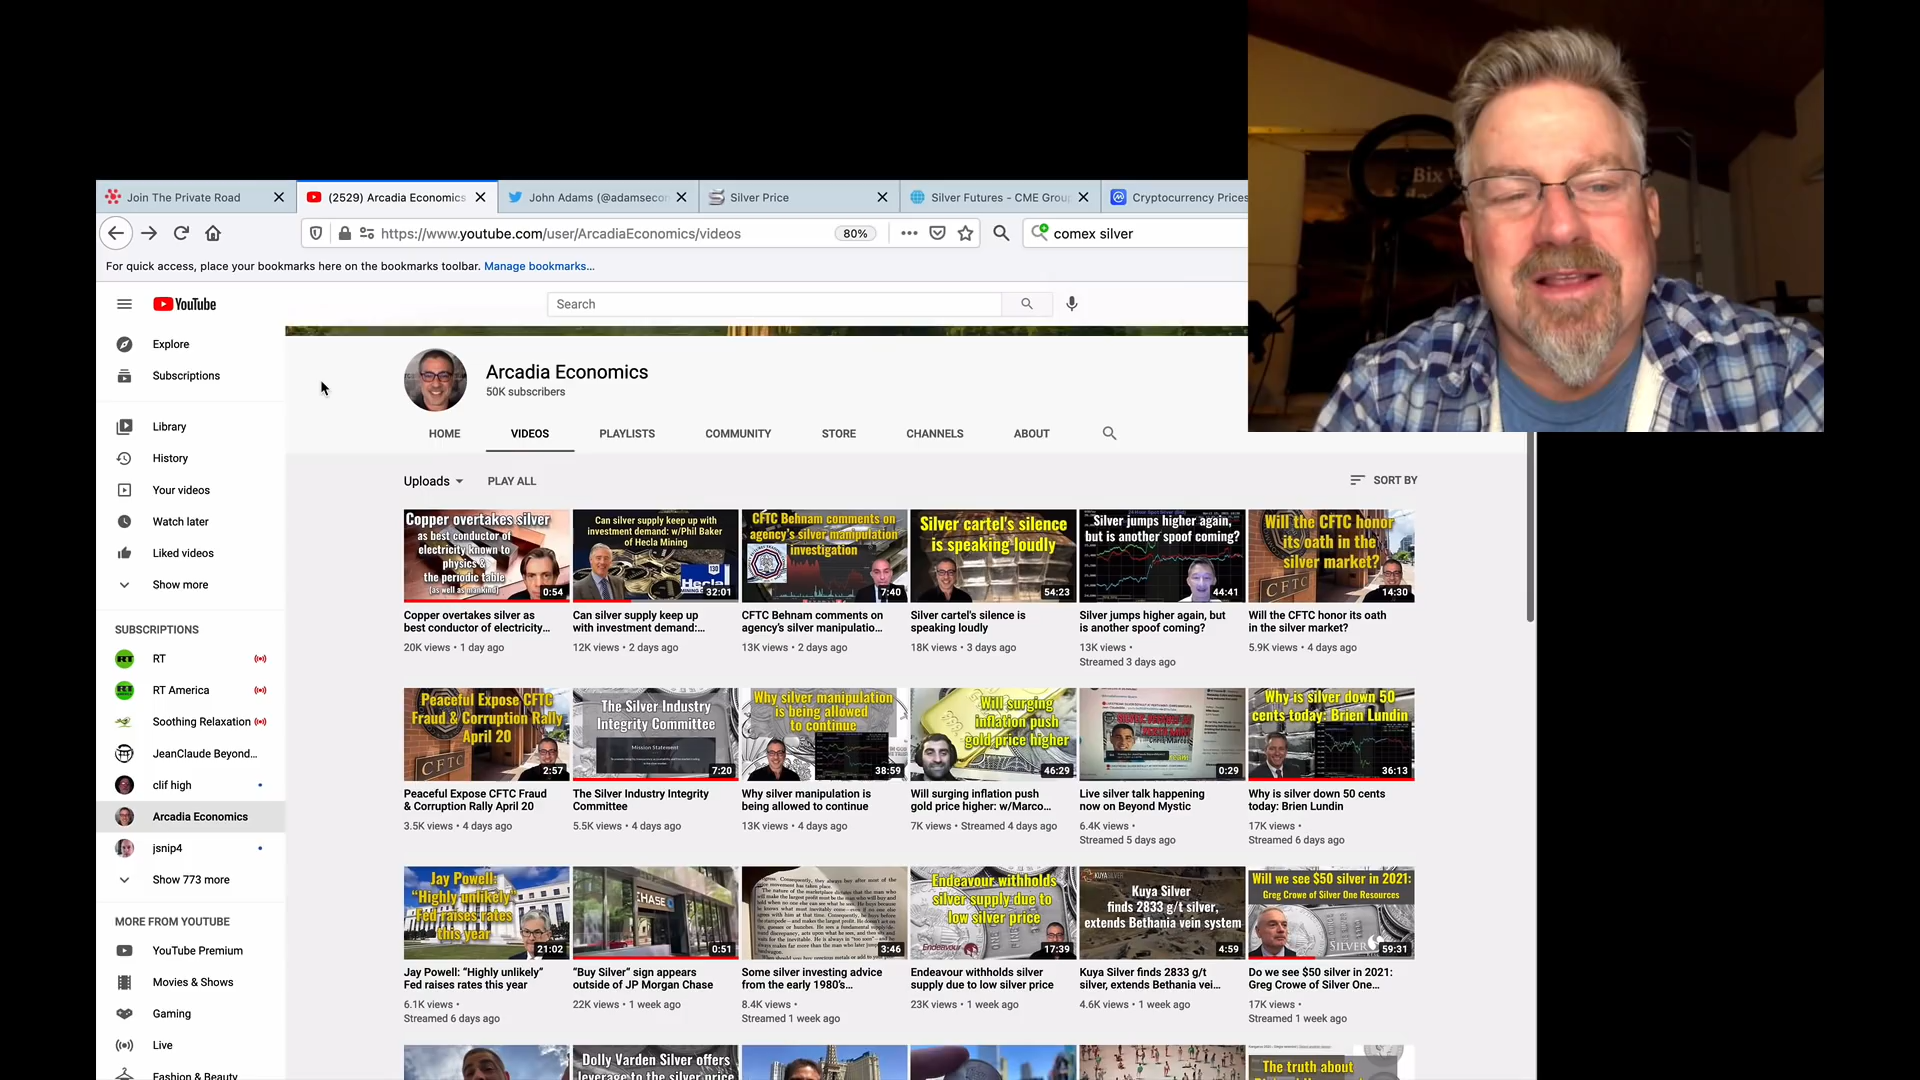 Bix W
Join The Private Road
(2529) Arcadia Economics
John Adams (@adamsecon
Silver Price
Silver Futures - CME Group
Cryptocurrency Prices
https://www.youtube.com/user/ArcadiaEconomics/videos
80%
comex silver
For quick access, place your bookmarks here on the bookmarks toolbar. Manage bookmarks...
YouTube
Search
Explore
Subscriptions
Library
History
Your videos
Watch later
Liked videos
Show more
SUBSCRIPTIONS
RT
RT America
Soothing Relaxation
JeanClaude Beyond...
clif high
Arcadia Economics
jsnip4
Show 773 more
MORE FROM YOUTUBE
YouTube Premium
Movies & Shows
Gaming
Live
Fashion & Beauty
Arcadia Economics
50K subscribers
HOME
VIDEOS
PLAYLISTS
COMMUNITY
STORE
CHANNELS
ABOUT
Uploads
PLAY ALL
SORT BY
Copper overtakes silver
as best conductor of
electricity known to
physics &
the periodic table
(as well as mankind)
0:54
Copper overtakes silver as
best conductor of electricity...
20K views • 1 day ago
Can silver supply keep up with
investment demand: w/Phil Baker
of Hecla Mining
Hecla
32:01
Can silver supply keep up
with investment demand:...
12K views • 2 days ago
CFTC Behnam comments on
agency's silver manipulation
investigation
7:40
CFTC Behnam comments on
agency's silver manipulatio...
13K views • 2 days ago
Silver cartel's silence
is speaking loudly
54:23
Silver cartel's silence is
speaking loudly
18K views • 3 days ago
Silver jumps higher again,
but is another spoof coming?
44:41
Silver jumps higher again, but
is another spoof coming?
13K views •
Streamed 3 days ago
Will the CFTC honor
its oath in the
silver market?
CFTC
14:30
Will the CFTC honor its oath
in the silver market?
5.9K views • 4 days ago
Peaceful Expose CFTC
Fraud & Corruption Rally
April 20
CFTC
2:57
Peaceful Expose CFTC Fraud
& Corruption Rally April 20
3.5K views • 4 days ago
The Silver Industry
Integrity Committee
Mission Statement
7:20
The Silver Industry Integrity
Committee
5.5K views • 4 days ago
Why silver manipulation
is being allowed to
continue
38:59
Why silver manipulation is
being allowed to continue
13K views • 4 days ago
Will surging
inflation push
gold price higher
46:29
Will surging inflation push
gold price higher: w/Marco...
7K views • Streamed 4 days ago
0:29
Live silver talk happening
now on Beyond Mystic
6.4K views •
Streamed 5 days ago
Why is silver down 50
cents today: Brien Lundin
36:13
Why is silver down 50 cents
today: Brien Lundin
17K views •
Streamed 6 days ago
Jay Powell:
"Highly unlikely"
Fed raises rates
this year
21:02
Jay Powell: "Highly unlikely"
Fed raises rates this year
6.1K views •
Streamed 6 days ago
CHASE
0:51
"Buy Silver" sign appears
outside of JP Morgan Chase
22K views • 1 week ago
3:46
Some silver investing advice
from the early 1980's...
8.4K views •
Streamed 1 week ago
Endeavour withholds
silver supply due to
low silver price
Endeavour
17:39
Endeavour withholds silver
supply due to low silver price
23K views • 1 week ago
KUYASILVER
Kuya Silver
finds 2833 g/t silver,
extends Bethania vein system
4:59
Kuya Silver finds 2833 g/t
silver, extends Bethania vei...
4.6K views • 1 week ago
Will we see $50 silver in 2021:
Greg Crowe of Silver One Resources
SILVER
59:31
Do we see $50 silver in 2021:
Greg Crowe of Silver One...
17K views •
Streamed 1 week ago
Dolly Varden Silver offers
leverage to the silver price
The truth about